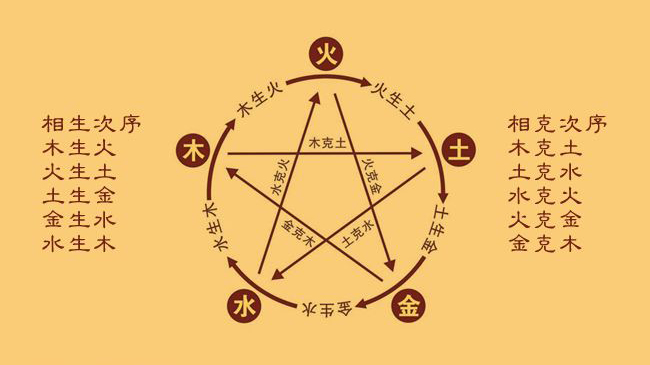 相生次序
木生火
火生土
土生金
金生水
水生木
火
木生火
火生土
木
土
木克土
水克火
火克金
水生木
土生金
金克木
土克水
水
金
金生水
相克次序
木克土
土克水
水克火
火克金
金克木